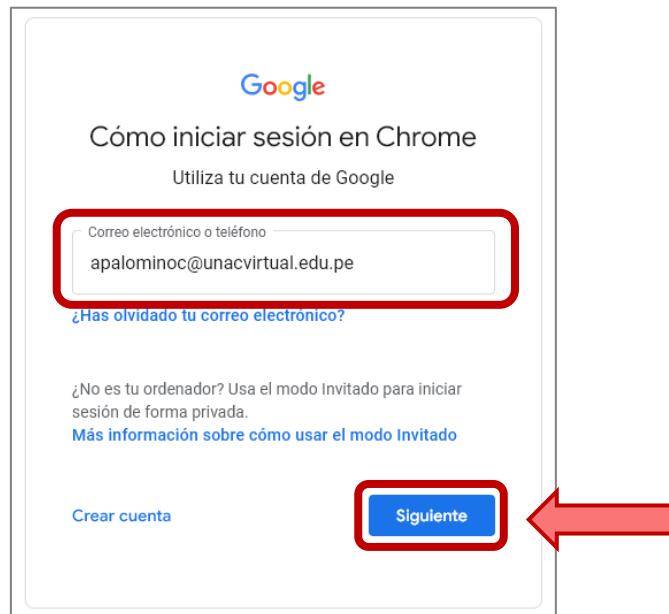 Google
Cómo iniciar sesión en Chrome
Utiliza tu cuenta de Google
Correo electrónico o teléfono
apalominoc@unacvirtual.edu.pe
¿Has olvidado tu correo electrónico?
¿No es tu ordenador? Usa el modo Invitado para iniciar
sesión de forma privada.
Más información sobre cómo usar el modo Invitado
Crear cuenta
Siguiente